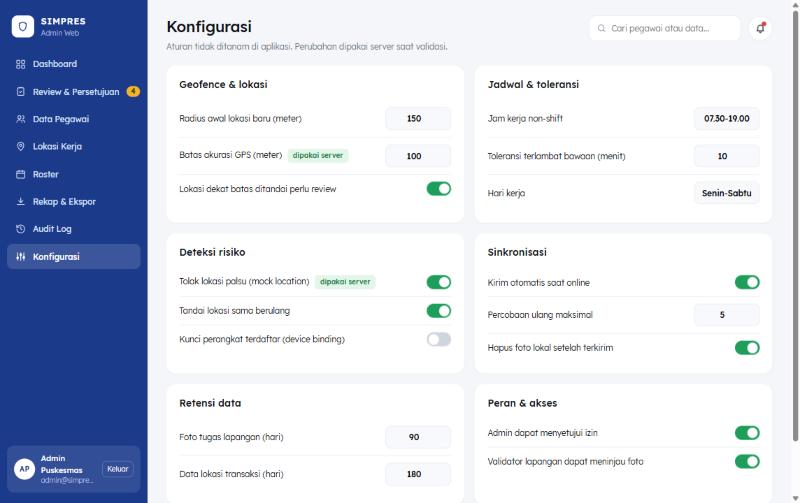 SIMPRES
Admin Web
Dashboard
Review & Persetujuan 4
Data Pegawai
Lokasi Kerja
Roster
Rekap & Ekspor
Audit Log
Konfigurasi
AP
Admin
Puskesmas
admin@simpre...
Keluar
Konfigurasi
Aturan tidak ditanam di aplikasi. Perubahan dipakai server saat validasi.
Cari pegawai atau data...
Geofence & lokasi
Radius awal lokasi baru (meter) 150
Batas akurasi GPS (meter) dipakai server 100
Lokasi dekat batas ditandai perlu review
Jadwal & toleransi
Jam kerja non-shift 07.30-19.00
Toleransi terlambat bawaan (menit) 10
Hari kerja Senin-Sabtu
Deteksi risiko
Tolak lokasi palsu (mock location) dipakai server
Tandai lokasi sama berulang
Kunci perangkat terdaftar (device binding)
Sinkronisasi
Kirim otomatis saat online
Percobaan ulang maksimal 5
Hapus foto lokal setelah terkirim
Retensi data
Foto tugas lapangan (hari) 90
Data lokasi transaksi (hari) 180
Peran & akses
Admin dapat menyetujui izin
Validator lapangan dapat meninjau foto